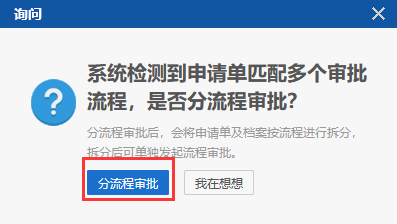 询问
系统检测到申请单匹配多个审批
流程，是否分流程审批？
分流程审批后，会将申请单及档案按流程进行拆分，
拆分后可单独发起流程审批。
分流程审批
我在想想